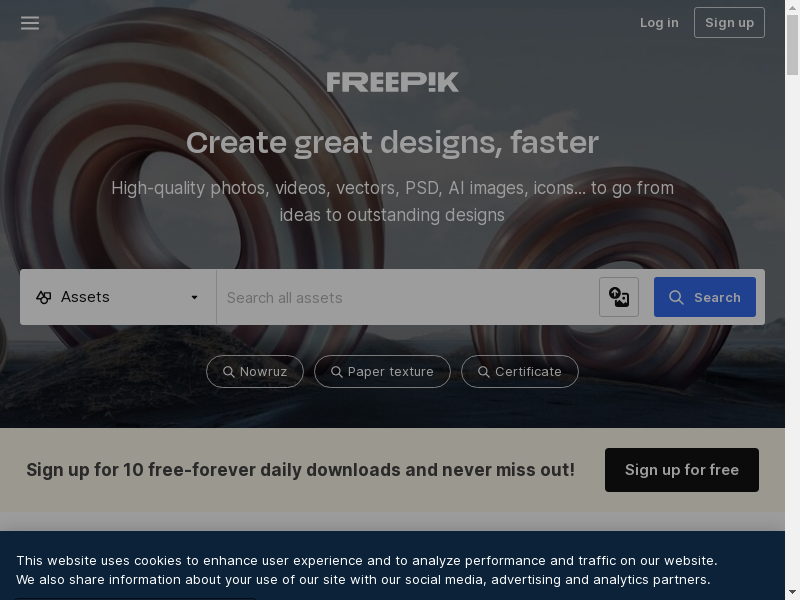 Log in
Sign up
FREEPIK
Create great designs, faster
High-quality photos, videos, vectors, PSD, AI images, icons... to go from
ideas to outstanding designs
Assets
Search all assets
Search
Nowruz
Paper texture
Certificate
Sign up for 10 free-forever daily downloads and never miss out!
Sign up for free
This website uses cookies to enhance user experience and to analyze performance and traffic on our website.
We also share information about your use of our site with our social media, advertising and analytics partners.